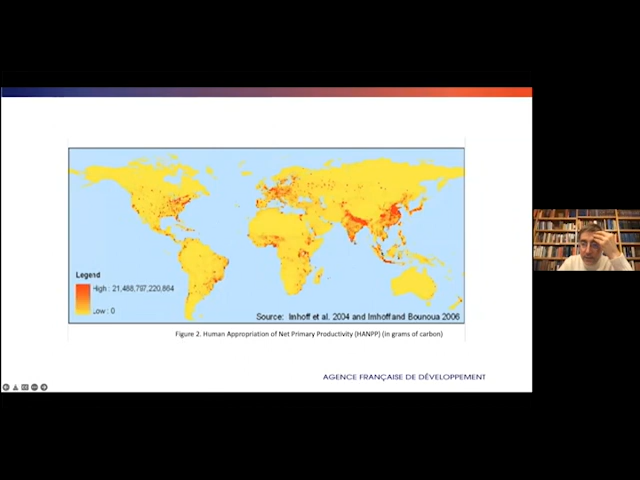 Legend
High : 21,488,797,220,864
Low : 0
Source: Imhoff et al. 2004 and Imhoff and Bounoua 2006
Figure 2. Human Appropriation of Net Primary Productivity (HANPP) (in grams of carbon)
AGENCE FRANÇAISE DE DÉVELOPPEMENT